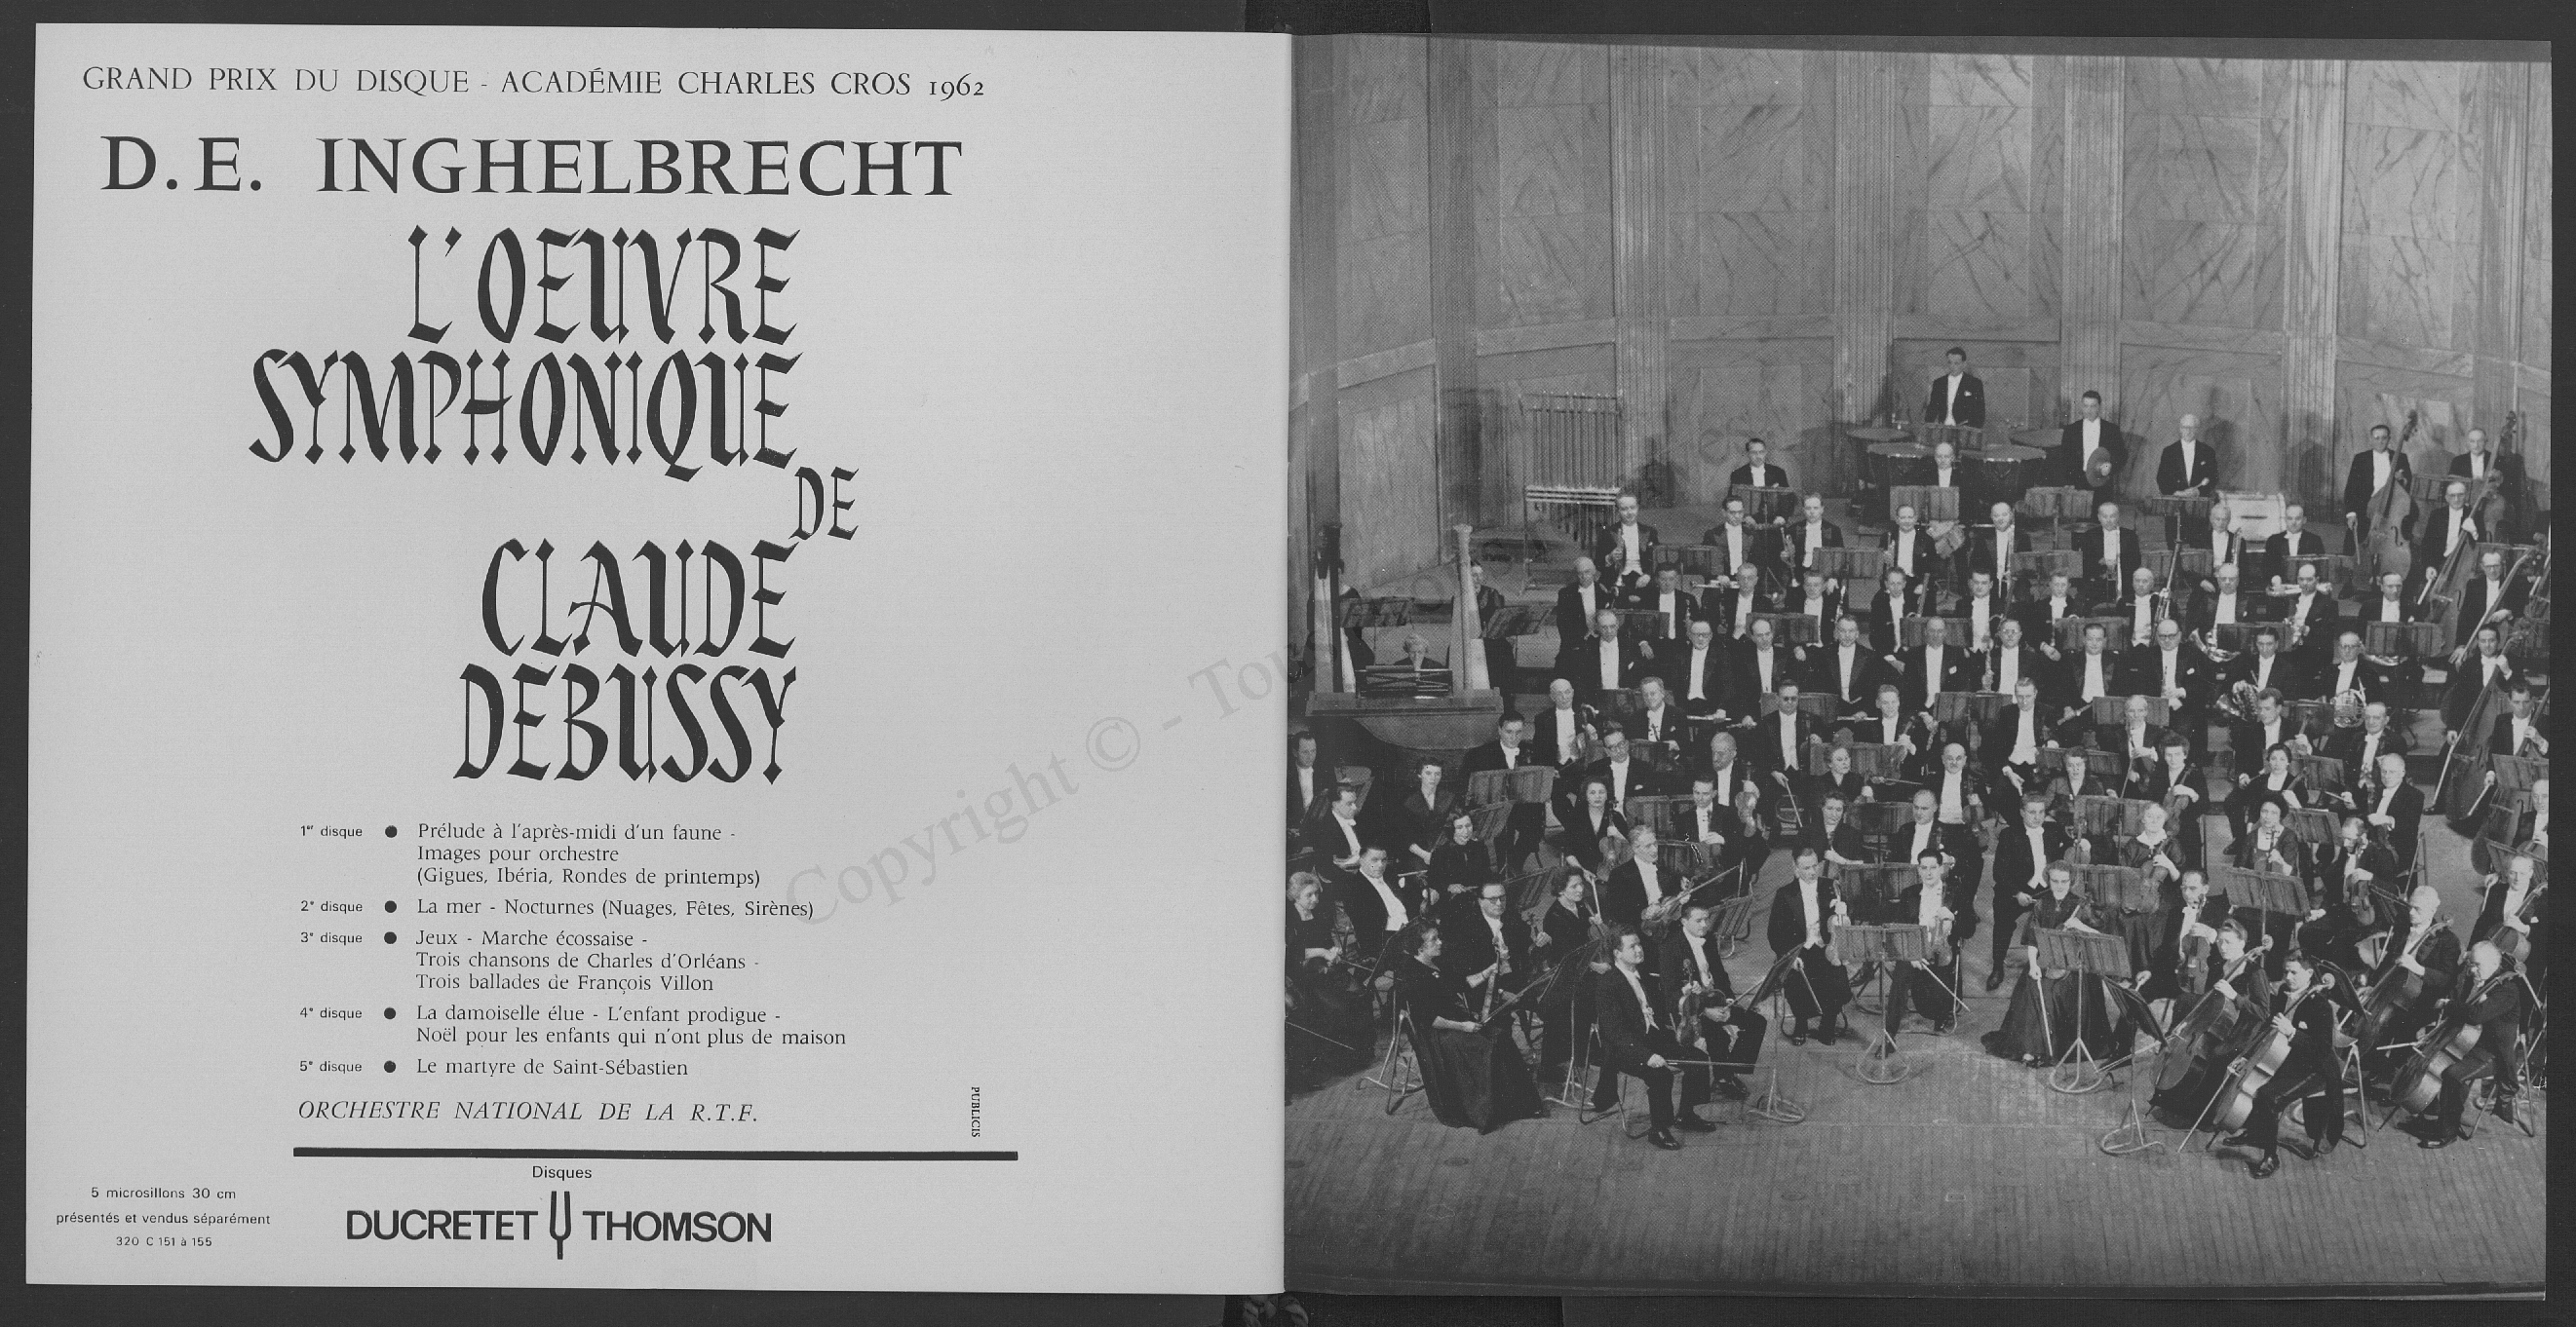 GRAND PRIX DU DISQUE - ACADÉMIE CHARLES CROS 1962
D.E. INGHELBRECHT
L'OEUVRE
SYMPHONIQUE
DE
CLAUDE
DEBUSSY
1er disque ● Prélude à l'après-midi d'un faune -
Images pour orchestre
(Gigues, Ibéria, Rondes de printemps)
2e disque ● La mer - Nocturnes (Nuages, Fêtes, Sirènes)
3e disque ● Jeux - Marche écossaise -
Trois chansons de Charles d'Orléans -
Trois ballades de François Villon
4e disque ● La damoiselle élue - L'enfant prodigue -
Noël pour les enfants qui n'ont plus de maison
5e disque ● Le martyre de Saint-Sébastien
ORCHESTRE NATIONAL DE LA R.T.F.
PUBLICIS
Disques
DUCRETET THOMSON
5 microsillons 30 cm
présentés et vendus séparément
320 C 151 à 155
Copyright © -